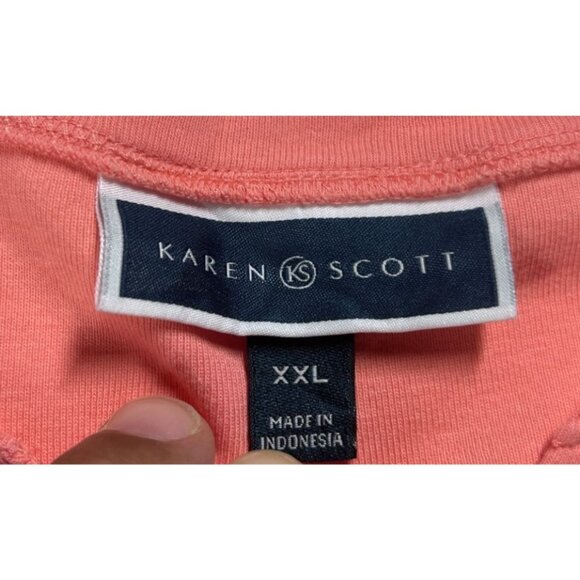 KAREN KS SCOTT
XXL
MADE IN
INDONESIA